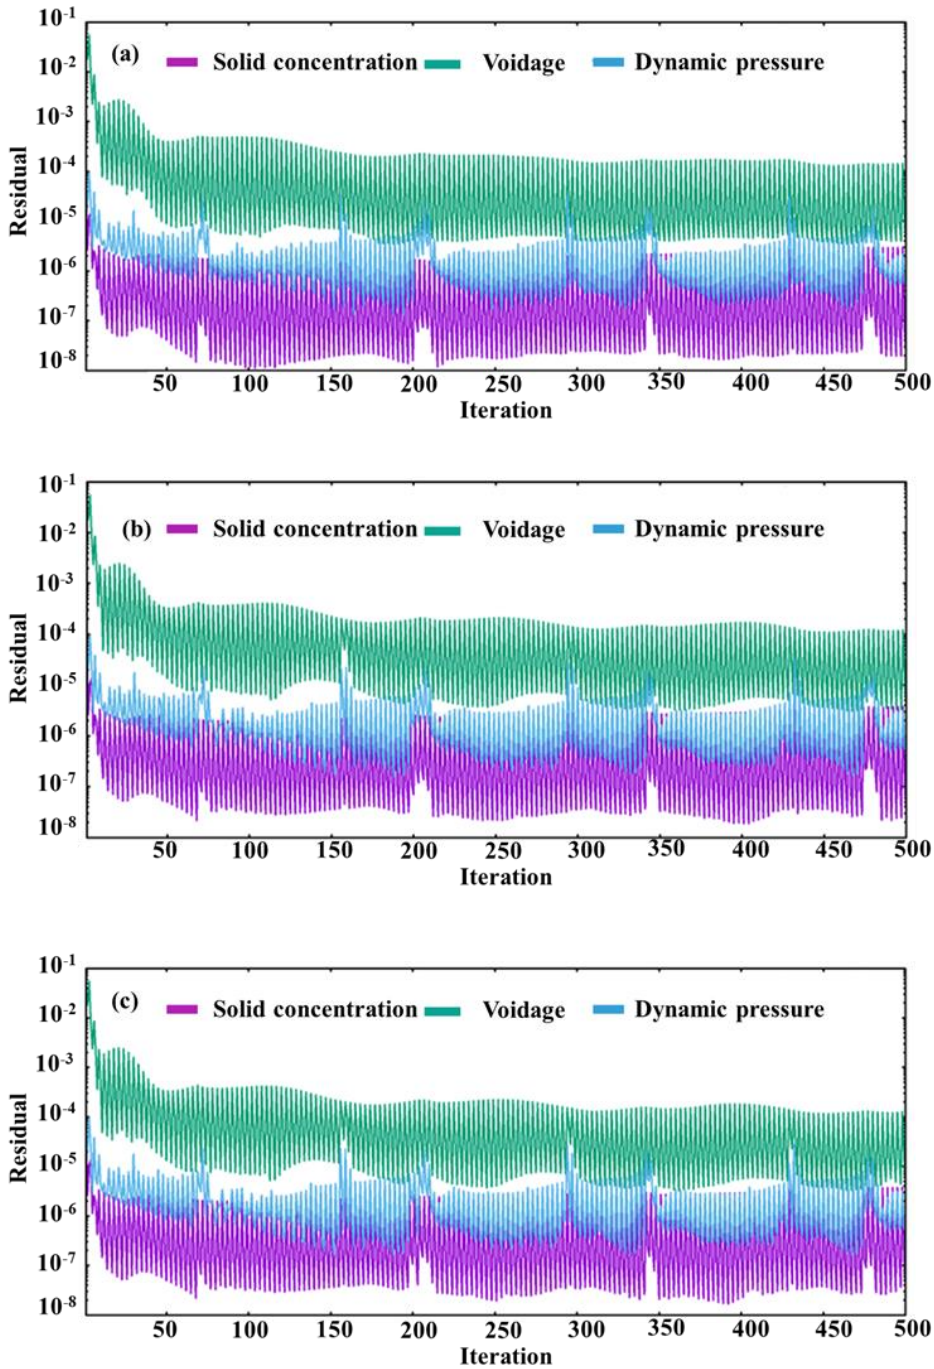 10-1
(a) Solid concentration Voidage Dynamic pressure
10-2
10-3
10-4
10-5
10-6
10-7
10-8
Residual
50 100 150 200 250 300 350 400 450 500
Iteration
10-1
(b) Solid concentration Voidage Dynamic pressure
10-2
10-3
10-4
10-5
10-6
10-7
10-8
Residual
50 100 150 200 250 300 350 400 450 500
Iteration
10-1
(c) Solid concentration Voidage Dynamic pressure
10-2
10-3
10-4
10-5
10-6
10-7
10-8
Residual
50 100 150 200 250 300 350 400 450 500
Iteration